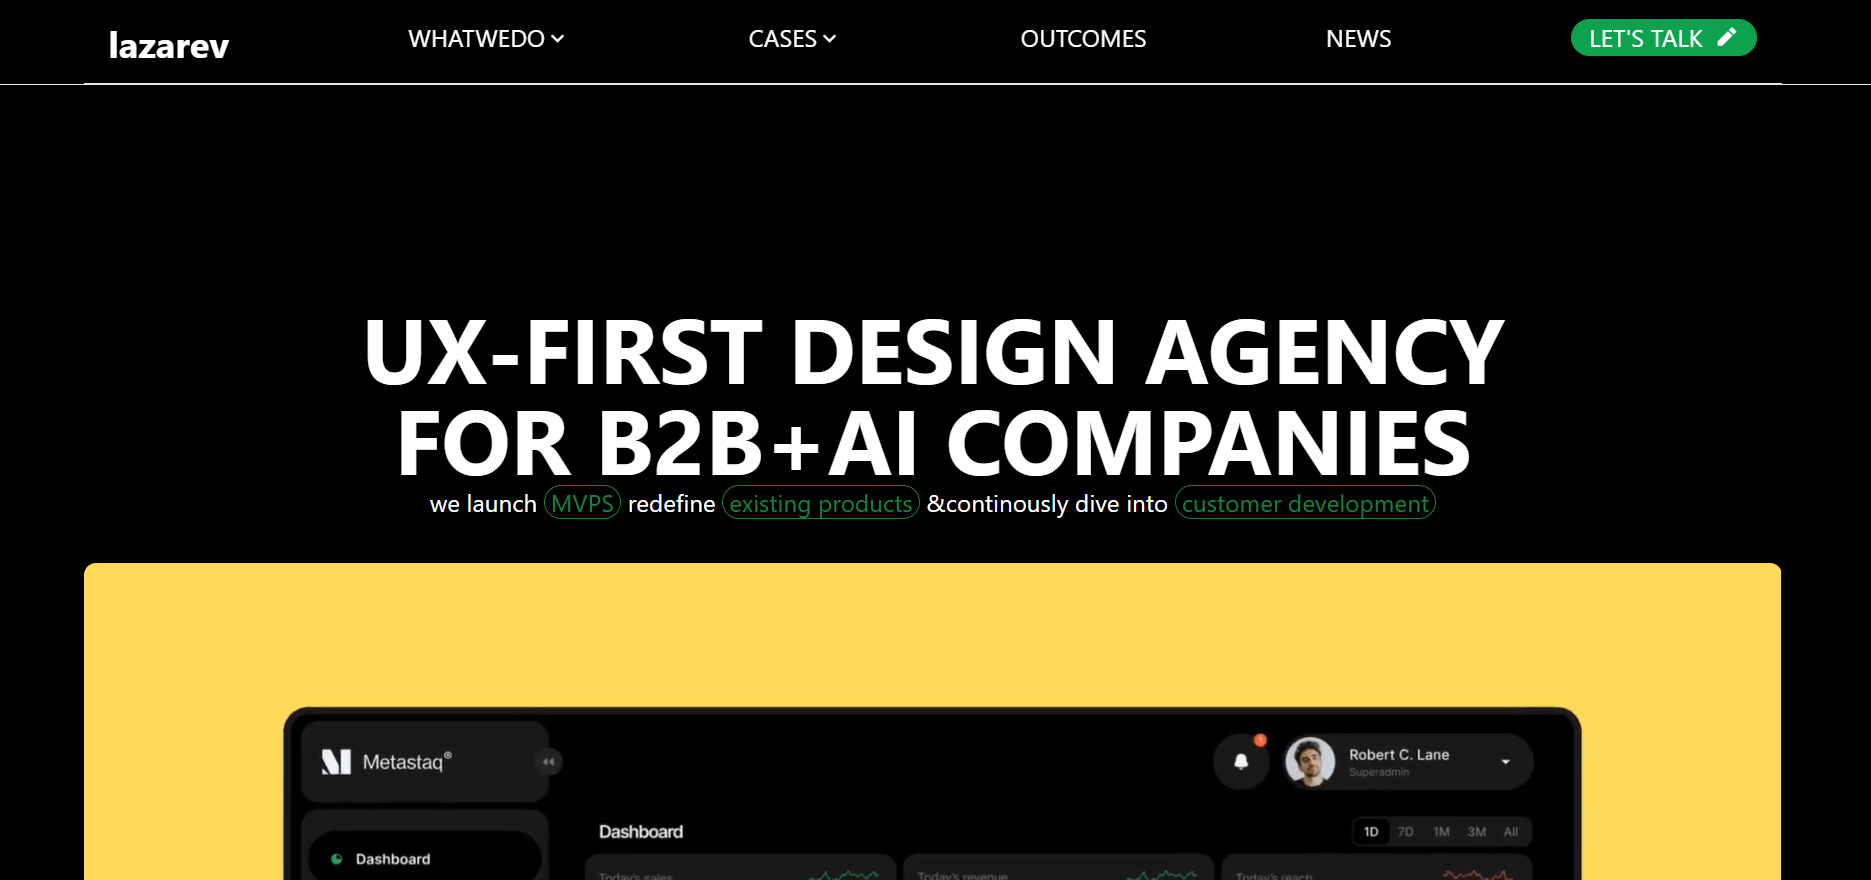 lazarev WHATWEDO CASES OUTCOMES NEWS LET'S TALK
UX-FIRST DESIGN AGENCY
FOR B2B+AI COMPANIES
we launch MVPS redefine existing products &continously dive into customer development
Metastaq®
1
Robert C. Lane
Superadmin
Dashboard
1D 7D 1M 3M All
Dashboard
Today's sales Today's revenue Today's reach